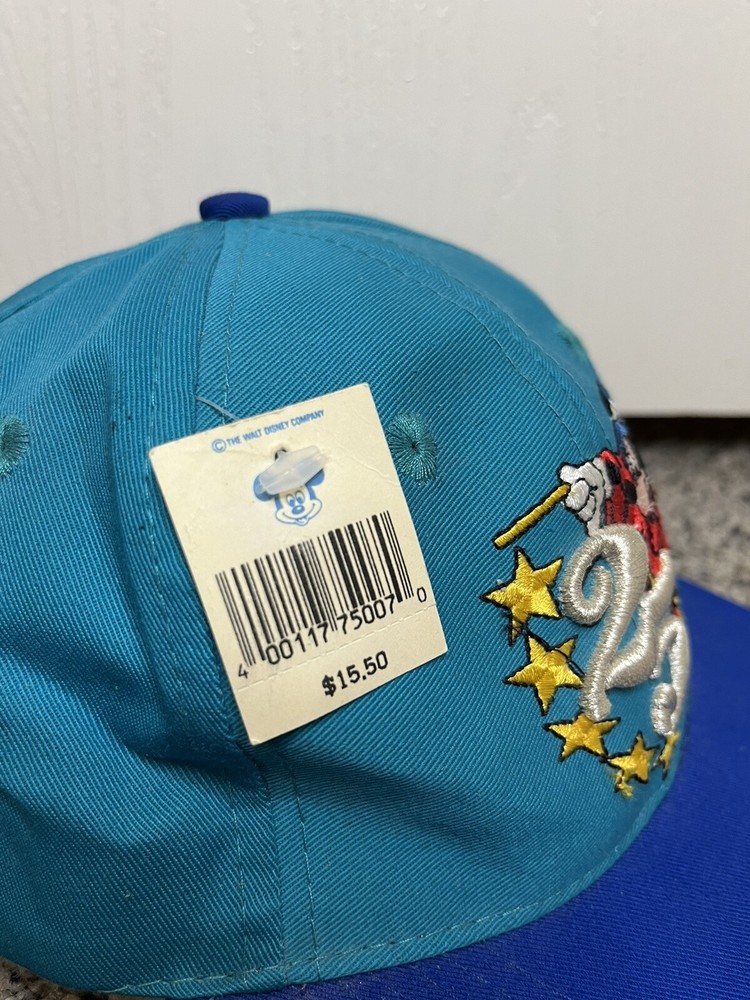 © THE WALT DISNEY COMPANY
4 00117 75007 0
$15.50
25